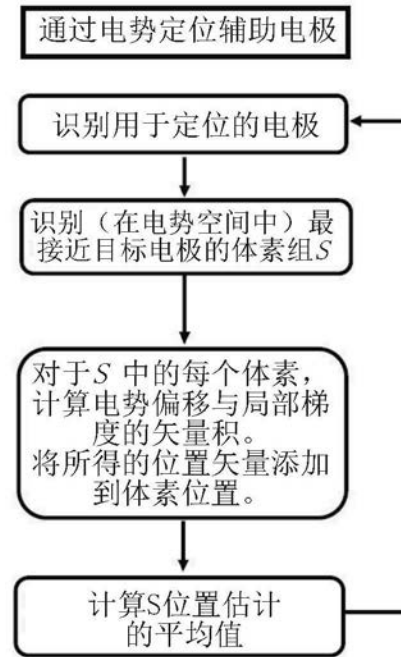 通过电势定位辅助电极
识别用于定位的电极
识别（在电势空间中）最
接近目标电极的体素组S
对于S 中的每个体素，
计算电势偏移与局部梯
度的矢量积。
将所得的位置矢量添加
到体素位置。
计算S位置估计
的平均值